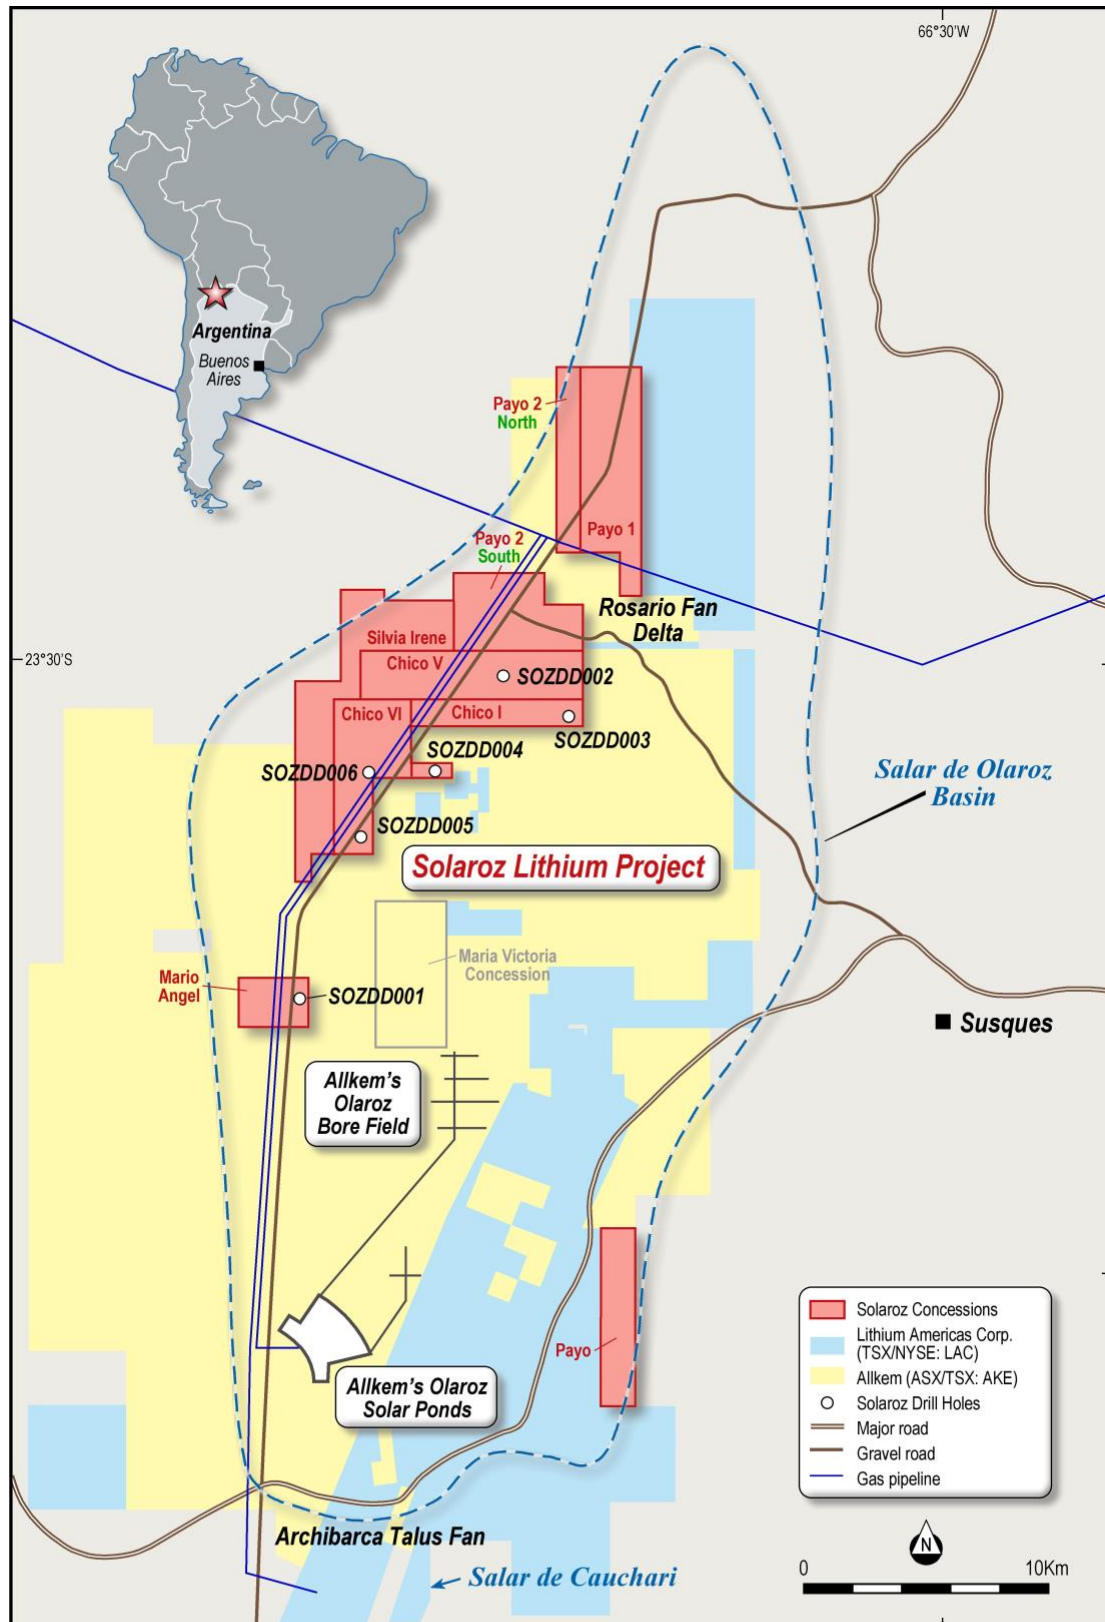 66°30'W
Argentina
Buenos
Aires
Payo 2
North
Payo 1
Payo 2
South
Rosario Fan
Delta
Silvia Irene
23°30'S
Chico V
SOZDD002
Chico VI
Chico I
SOZDD003
SOZDD004
SOZDD006
Salar de Olaroz
Basin
SOZDD005
Solaroz Lithium Project
Maria Victoria
Concession
Mario
Angel
SOZDD001
Susques
Allkem's
Olaroz
Bore Field
Payo
Allkem's Olaroz
Solar Ponds
Solaroz Concessions
Lithium Americas Corp.
(TSX/NYSE: LAC)
Allkem (ASX/TSX: AKE)
Solaroz Drill Holes
Major road
Gravel road
Gas pipeline
Archibarca Talus Fan
Salar de Cauchari
N
0
10Km